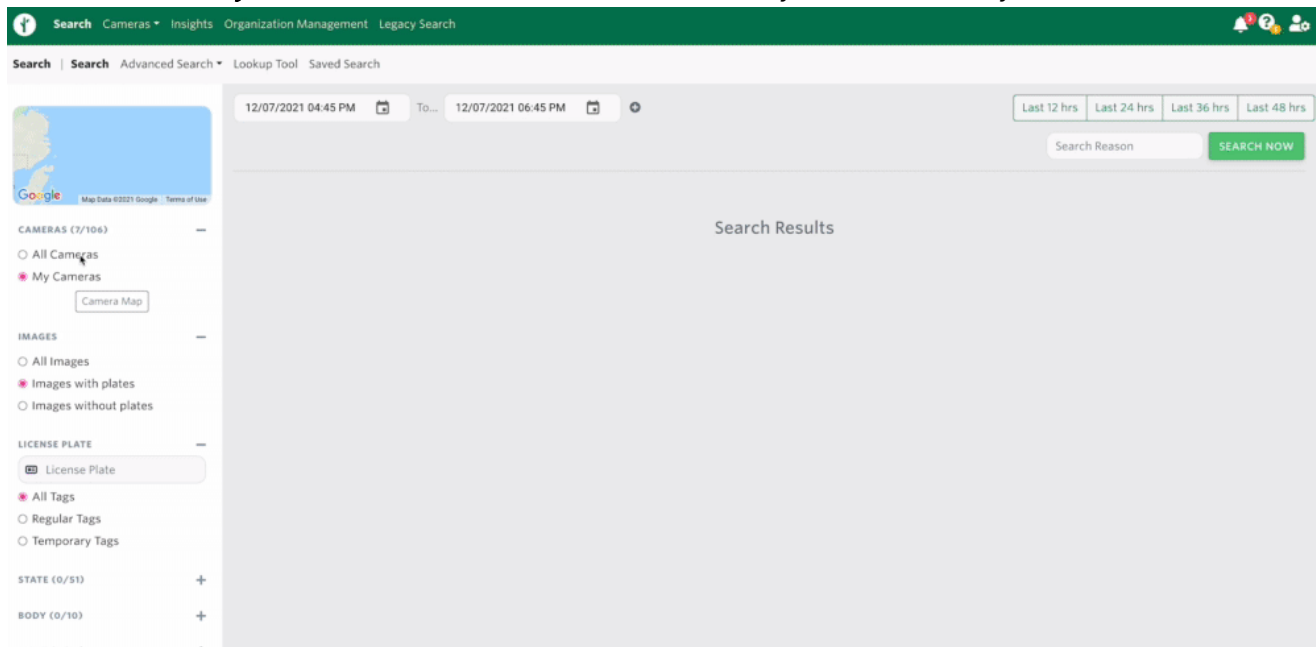 Search Cameras Insights Organization Management Legacy Search
Search | Search Advanced Search Lookup Tool Saved Search
12/07/2021 04:45 PM To... 12/07/2021 06:45 PM Last 12 hrs Last 24 hrs Last 36 hrs Last 48 hrs
Search Reason SEARCH NOW
Google Map Data ©2021 Google Terms of Use
Search Results
CAMERAS (7/106)
All Cameras
My Cameras
Camera Map
IMAGES
All Images
Images with plates
Images without plates
LICENSE PLATE
License Plate
All Tags
Regular Tags
Temporary Tags
STATE (0/51)
BODY (0/10)